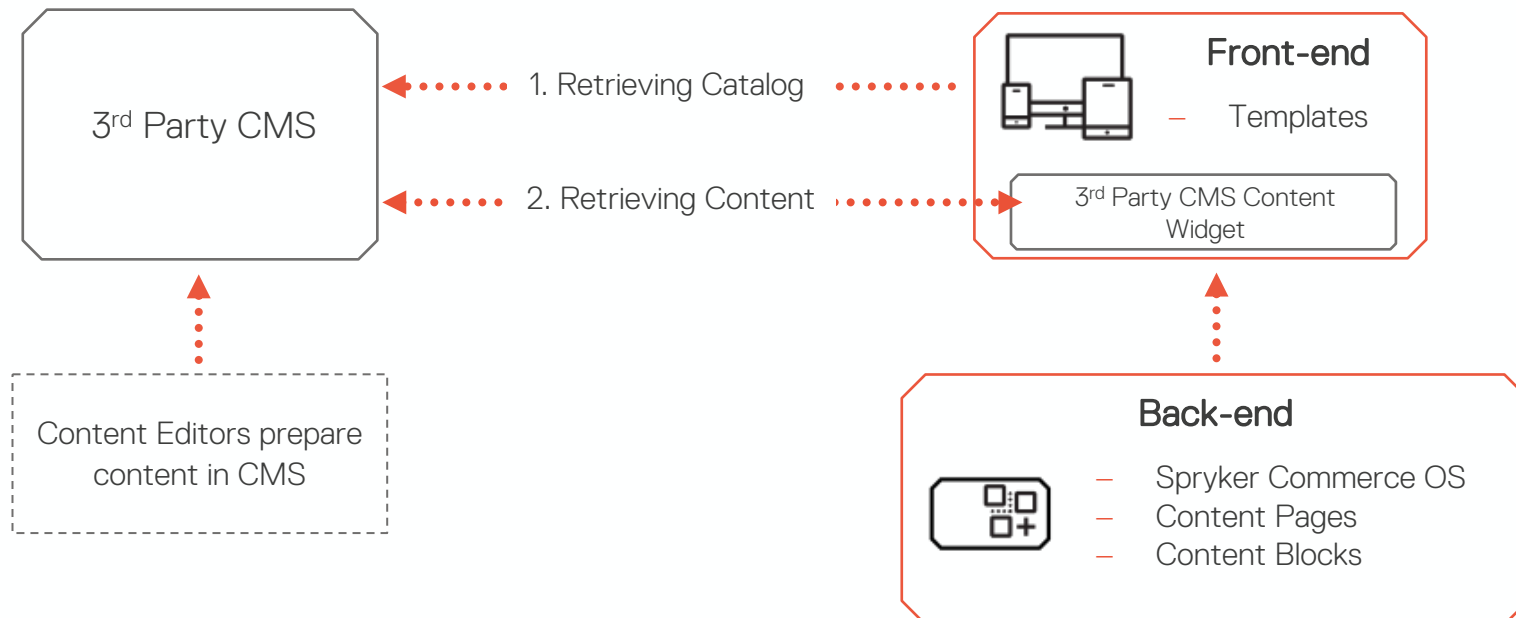 3rd Party CMS
1. Retrieving Catalog
2. Retrieving Content
Front-end
– Templates
3rd Party CMS Content
Widget
Content Editors prepare
content in CMS
Back-end
– Spryker Commerce OS
– Content Pages
– Content Blocks